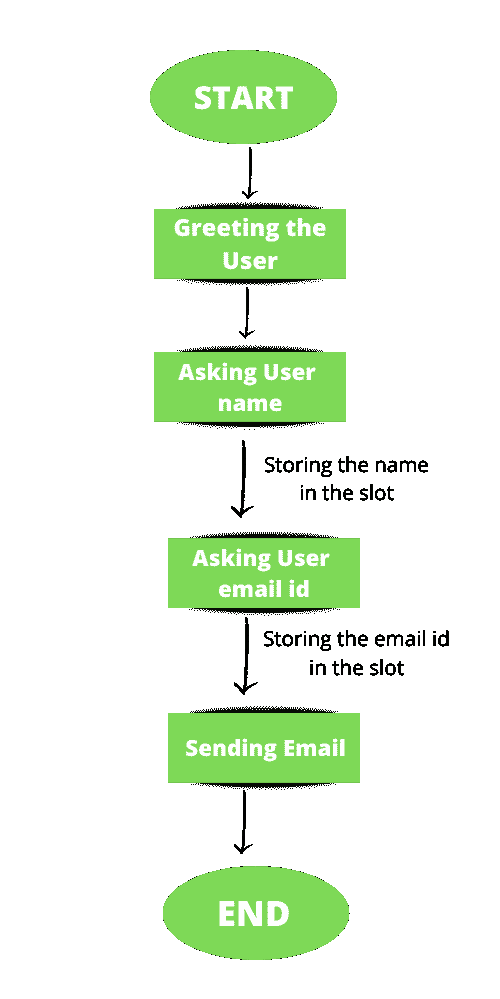 START
Greeting the
User
Asking User
name
Storing the name
in the slot
Asking User
email id
Storing the email id
in the slot
Sending Email
END